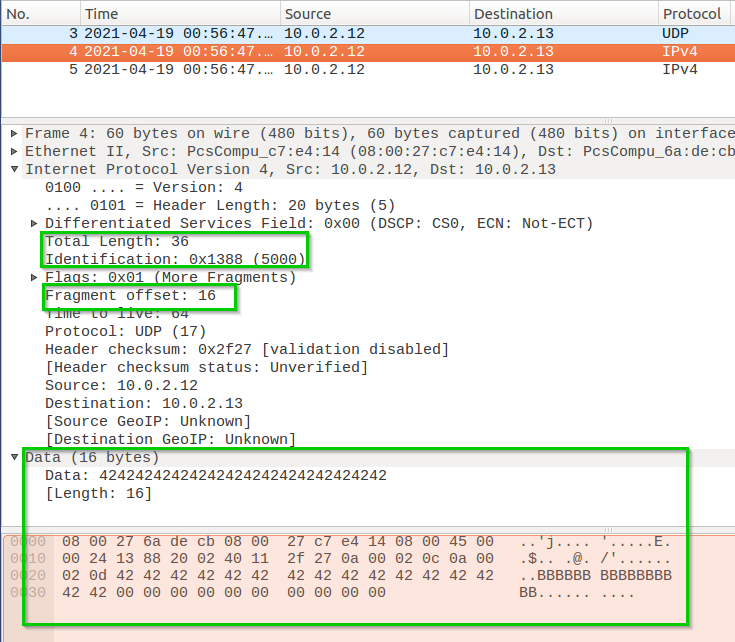 No. Time Source Destination Protocol
3 2021-04-19 00:56:47.… 10.0.2.12 10.0.2.13 UDP
4 2021-04-19 00:56:47.… 10.0.2.12 10.0.2.13 IPv4
5 2021-04-19 00:56:47.… 10.0.2.12 10.0.2.13 IPv4
Frame 4: 60 bytes on wire (480 bits), 60 bytes captured (480 bits) on interface
Ethernet II, Src: PcsCompu_c7:e4:14 (08:00:27:c7:e4:14), Dst: PcsCompu_6a:de:cb
Internet Protocol Version 4, Src: 10.0.2.12, Dst: 10.0.2.13
0100 .... = Version: 4
.... 0101 = Header Length: 20 bytes (5)
Differentiated Services Field: 0x00 (DSCP: CS0, ECN: Not-ECT)
Total Length: 36
Identification: 0x1388 (5000)
Flags: 0x01 (More Fragments)
Fragment offset: 16
Time to live: 64
Protocol: UDP (17)
Header checksum: 0x2f27 [validation disabled]
[Header checksum status: Unverified]
Source: 10.0.2.12
Destination: 10.0.2.13
[Source GeoIP: Unknown]
[Destination GeoIP: Unknown]
Data (16 bytes)
Data: 42424242424242424242424242424242
[Length: 16]
0000 08 00 27 6a de cb 08 00 27 c7 e4 14 08 00 45 00 ..'j.... '.....E.
0010 00 24 13 88 20 02 40 11 2f 27 0a 00 02 0c 0a 00 .$.. .@. /'......
0020 02 0d 42 42 42 42 42 42 42 42 42 42 42 42 42 42 ..BBBBBB BBBBBBBB
0030 42 42 00 00 00 00 00 00 00 00 00 00 BB...... ....